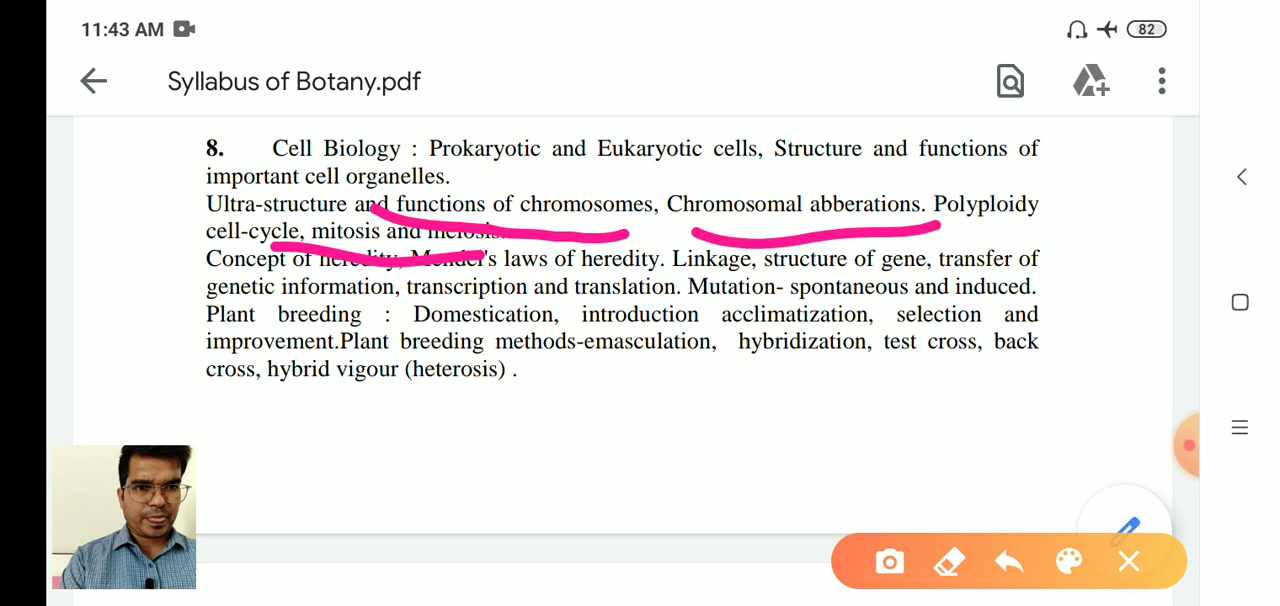 11:43 AM
82
Syllabus of Botany.pdf
8. Cell Biology : Prokaryotic and Eukaryotic cells, Structure and functions of
important cell organelles.
Ultra-structure and functions of chromosomes, Chromosomal abberations. Polyploidy
cell-cycle, mitosis and meiosis.
Concept of heredity, Mendel's laws of heredity. Linkage, structure of gene, transfer of
genetic information, transcription and translation. Mutation- spontaneous and induced.
Plant breeding : Domestication, introduction acclimatization, selection and
improvement.Plant breeding methods-emasculation, hybridization, test cross, back
cross, hybrid vigour (heterosis) .